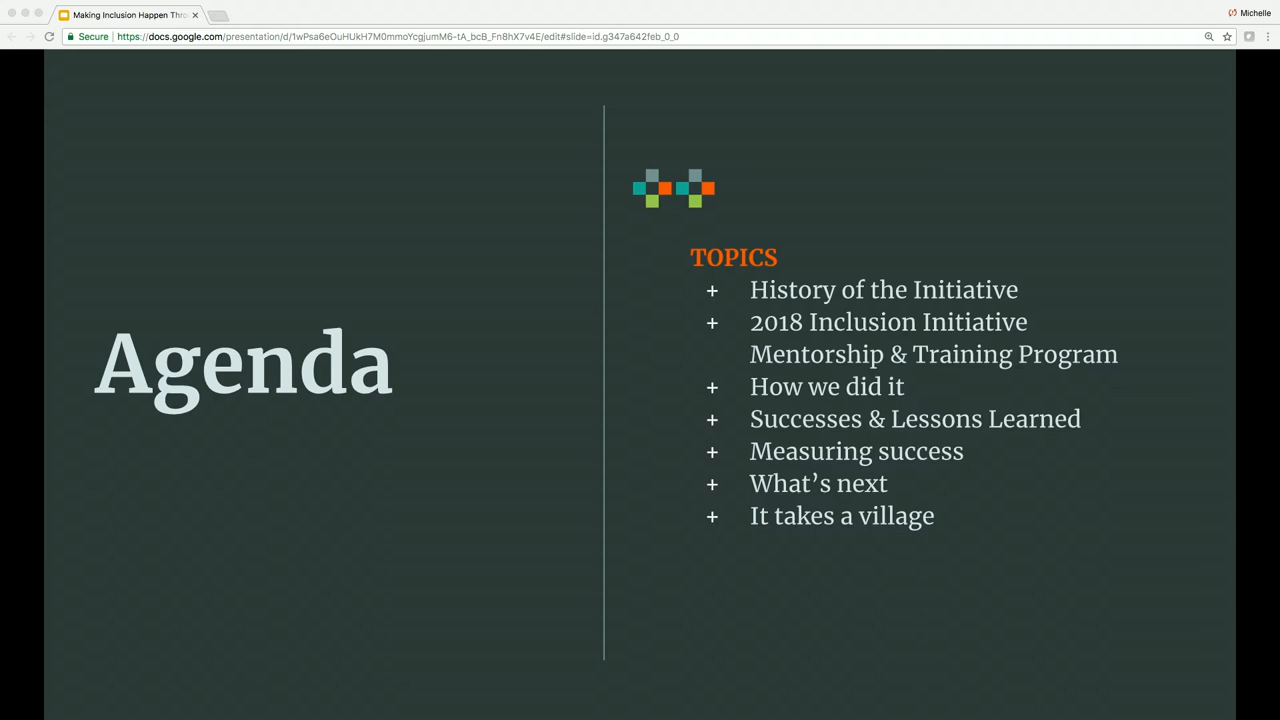 Making Inclusion Happen Thro
Michelle
Secure
https://docs.google.com/presentation/d/1wPsa6eOuHUkH7M0mmoYcgjumM6-tA_bcB_Fn8hX7v4E/edit#slide=id.g347a642feb_0_0
Agenda
TOPICS
+ History of the Initiative
+ 2018 Inclusion Initiative
Mentorship & Training Program
+ How we did it
+ Successes & Lessons Learned
+ Measuring success
+ What’s next
+ It takes a village